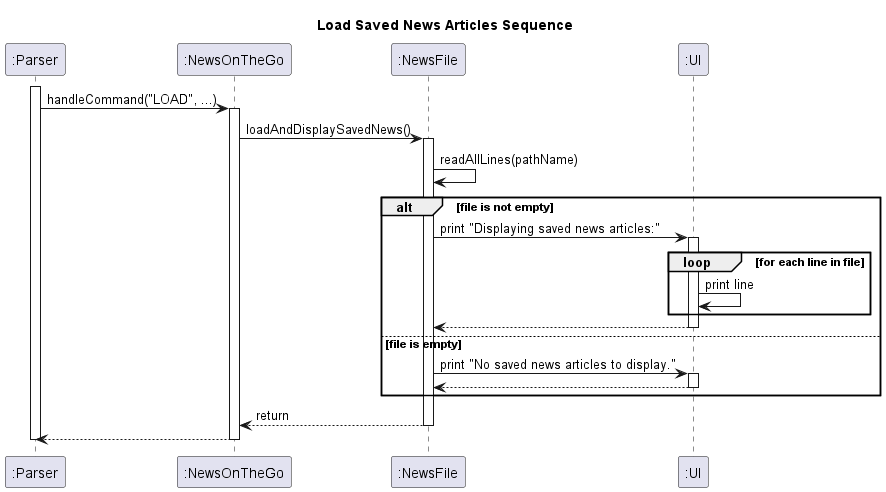 Load Saved News Articles Sequence
:Parser :NewsOnTheGo :NewsFile :UI
handleCommand("LOAD", ...)
loadAndDisplaySavedNews()
readAllLines(pathName)
alt [file is not empty]
print "Displaying saved news articles:"
loop [for each line in file]
print line
[file is empty]
print "No saved news articles to display."
return
:Parser :NewsOnTheGo :NewsFile :UI